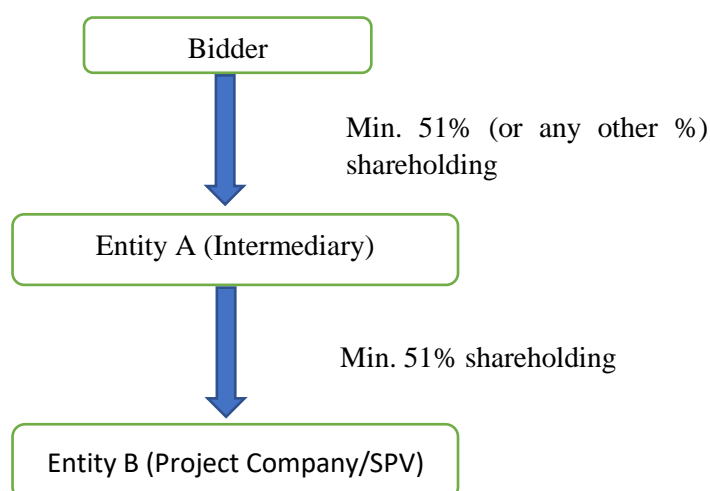 Bidder
Min. 51% (or any other %)
shareholding
Entity A (Intermediary)
Min. 51% shareholding
Entity B (Project Company/SPV)